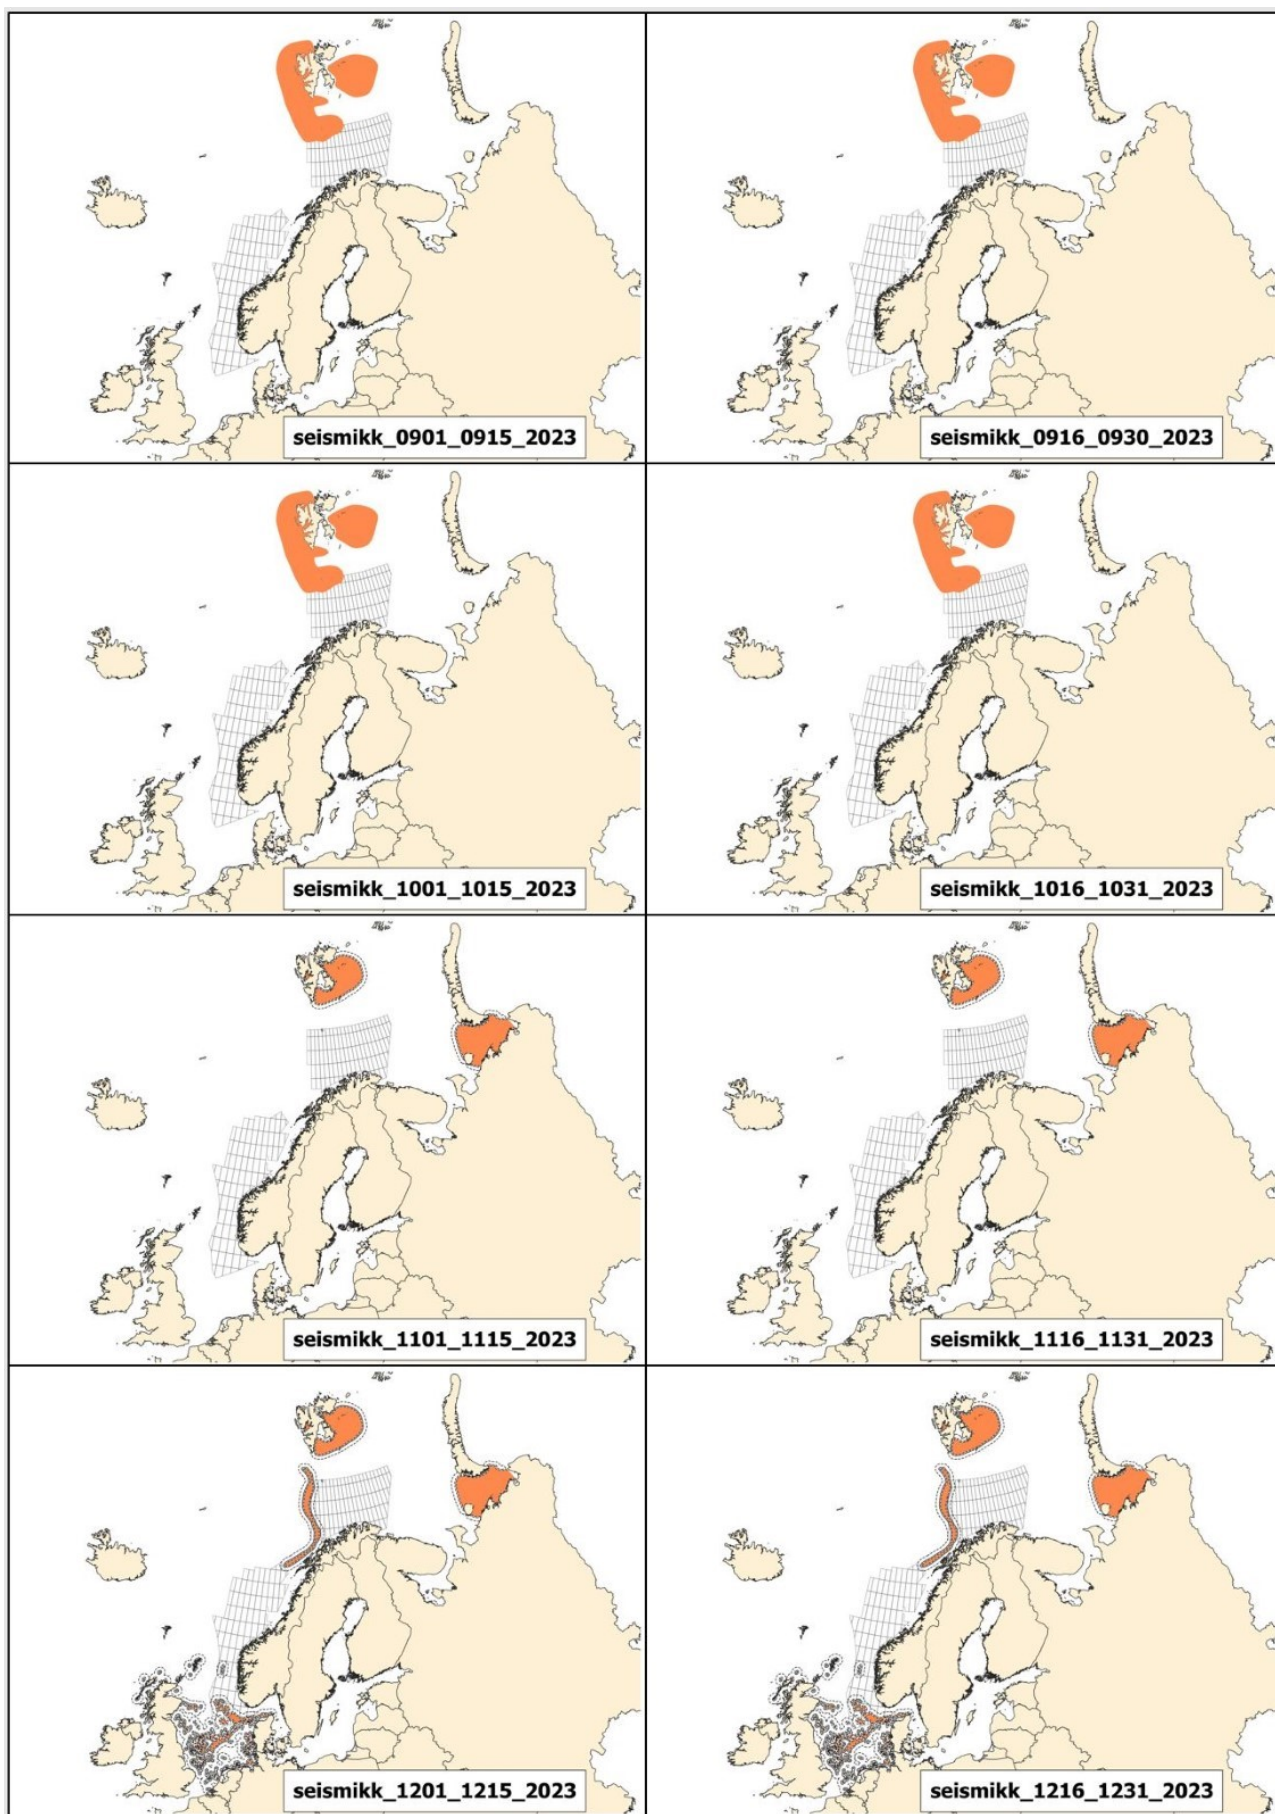 seismikk_0901_0915_2023
seismikk_0916_0930_2023
seismikk_1001_1015_2023
seismikk_1016_1031_2023
seismikk_1101_1115_2023
seismikk_1116_1131_2023
seismikk_1201_1215_2023
seismikk_1216_1231_2023